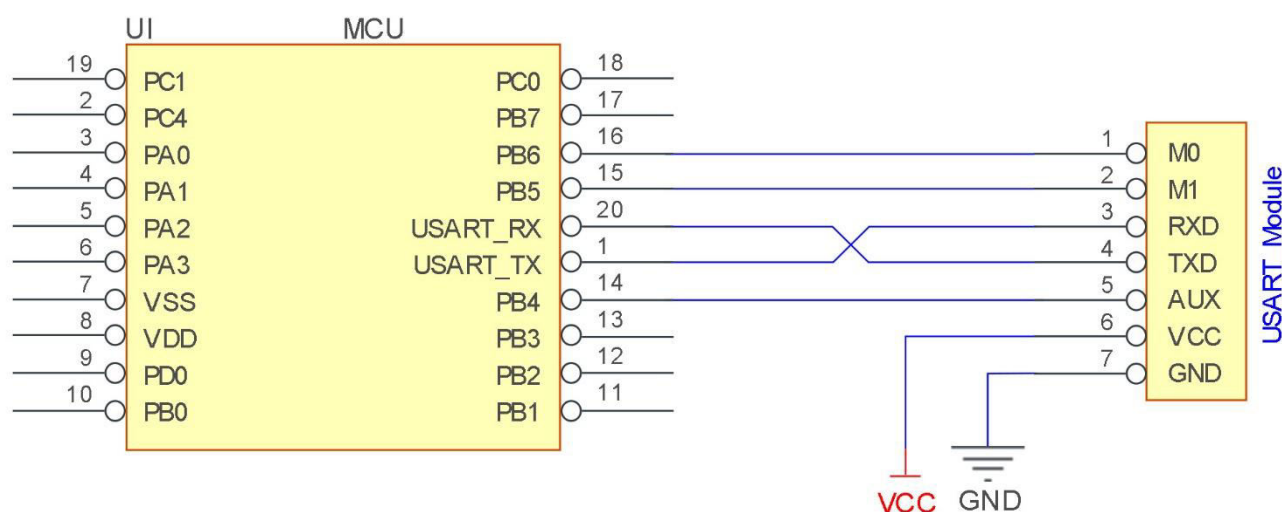 UI MCU
19 PC1 PC0 18
2 PC4 PB7 17
3 PA0 PB6 16 1 M0
4 PA1 PB5 15 2 M1
5 PA2 USART_RX 20 3 RXD
6 PA3 USART_TX 1 4 TXD
7 VSS PB4 14 5 AUX
8 VDD PB3 13 6 VCC
9 PD0 PB2 12 7 GND
10 PB0 PB1 11
USART Module
VCC GND